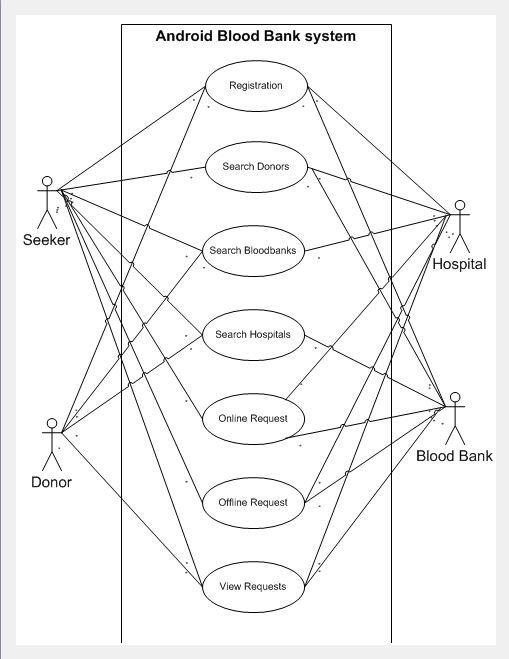 Android Blood Bank system
Registration
Search Donors
Seeker
Search Bloodbanks
Hospital
Search Hospitals
Online Request
Blood Bank
Donor
Offline Request
View Requests